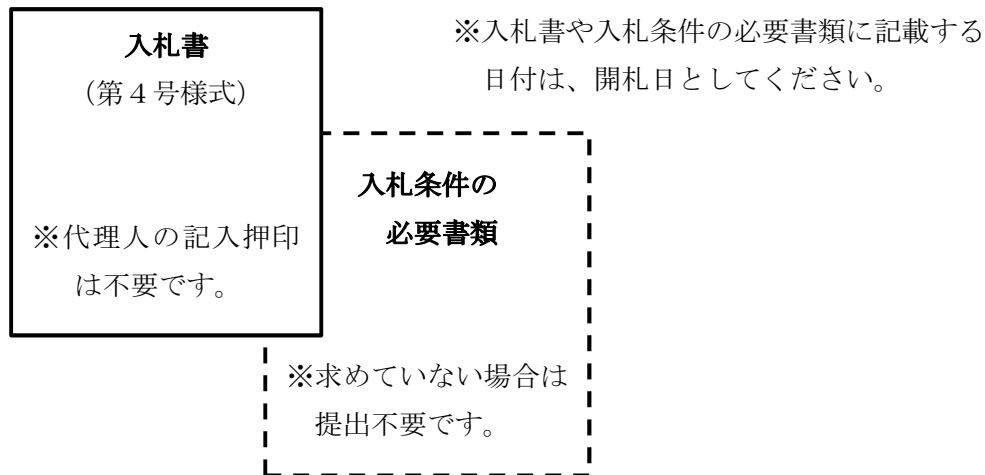 入札書
（第４号様式）
※代理人の記入押印
は不要です。
※入札書や入札条件の必要書類に記載する
日付は、開札日としてください。
入札条件の
必要書類
※求めていない場合は
提出不要です。